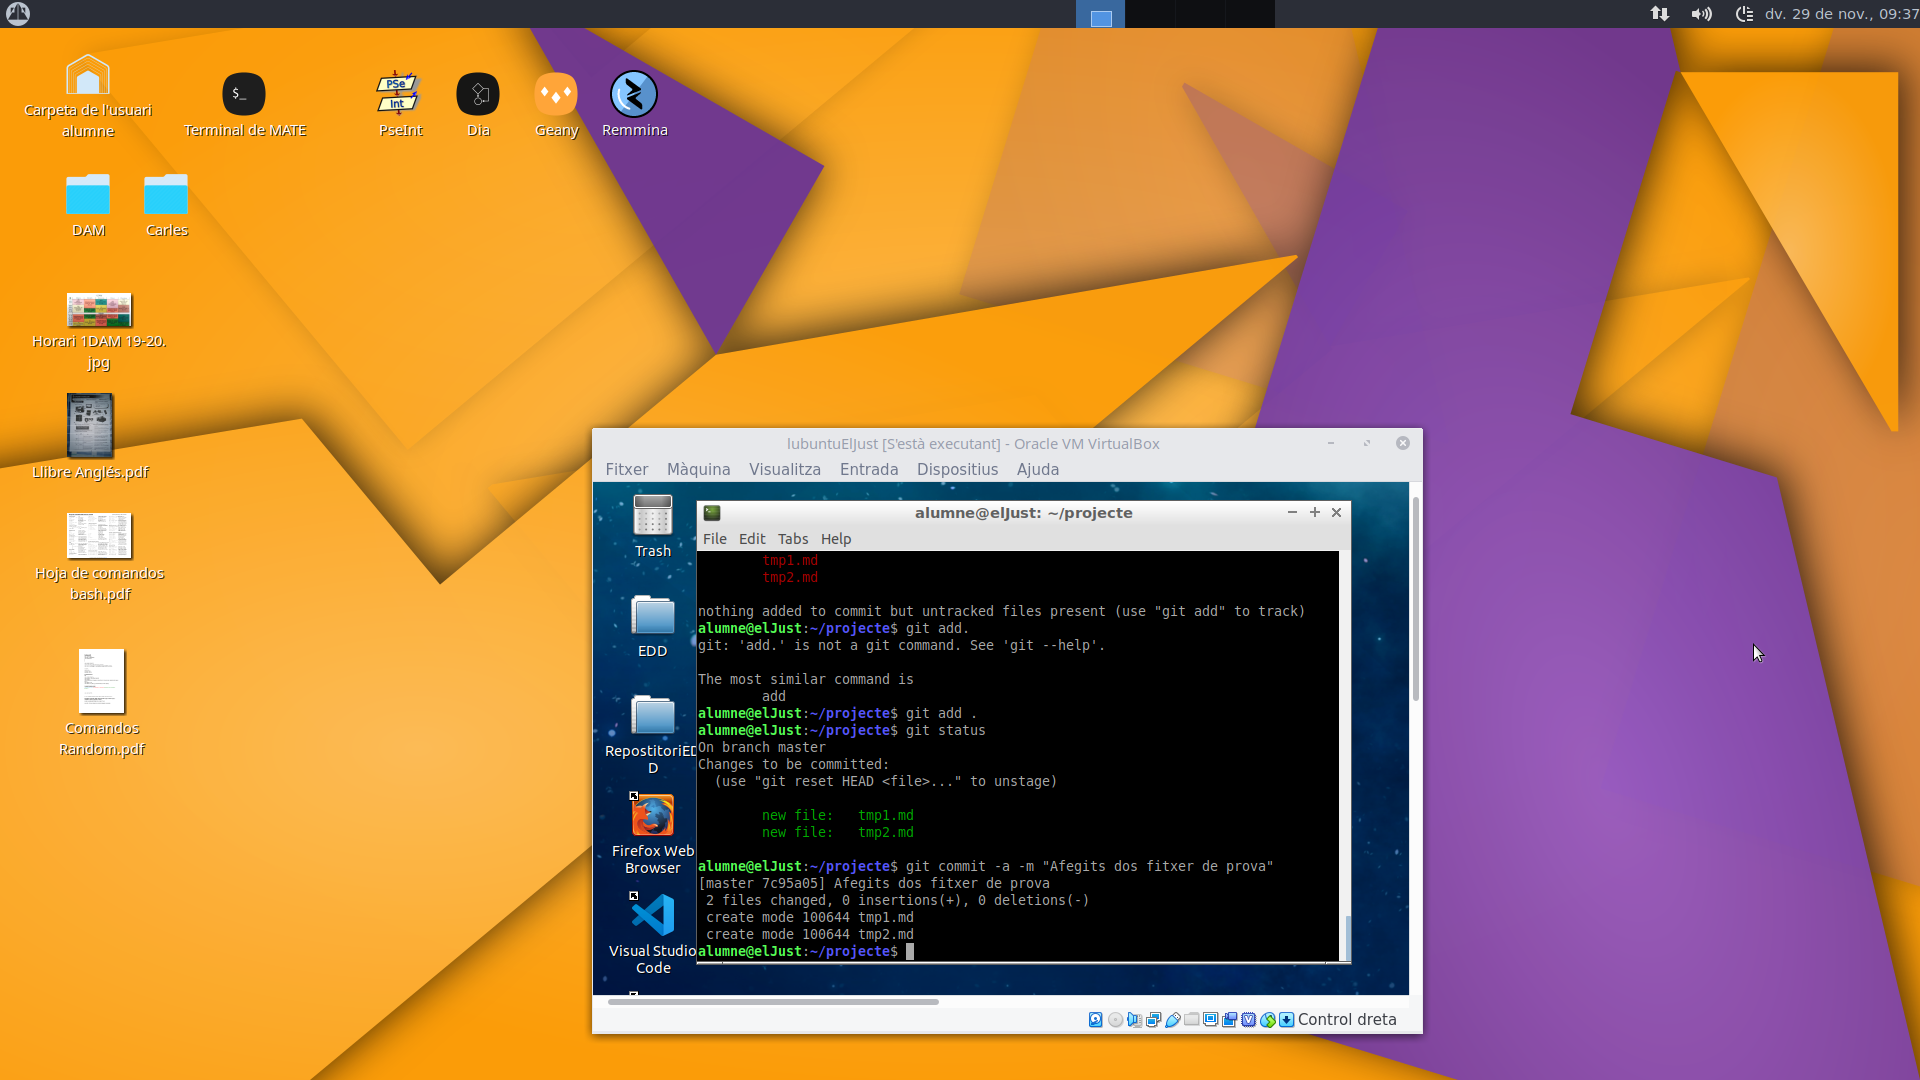 dv. 29 de nov., 09:37
Carpeta de l'usuari
alumne
$_
Terminal de MATE
PSe
Int
PseInt
Dia
Geany
Remmina
DAM
Carles
Horari 1DAM 19-20.
jpg
Llibre Anglés.pdf
Hoja de comandos
bash.pdf
Comandos
Random.pdf
lubuntuElJust [S'està executant] - Oracle VM VirtualBox
Fitxer Màquina Visualitza Entrada Dispositius Ajuda
Trash
EDD
RepostitoriED
D
Firefox Web
Browser
Visual Studio
Code
alumne@elJust: ~/projecte
File Edit Tabs Help
tmp1.md
tmp2.md
nothing added to commit but untracked files present (use "git add" to track)
alumne@elJust:~/projecte$ git add.
git: 'add.' is not a git command. See 'git --help'.
The most similar command is
add
alumne@elJust:~/projecte$ git add .
alumne@elJust:~/projecte$ git status
On branch master
Changes to be committed:
(use "git reset HEAD <file>..." to unstage)
new file:   tmp1.md
new file:   tmp2.md
alumne@elJust:~/projecte$ git commit -a -m "Afegits dos fitxer de prova"
[master 7c95a05] Afegits dos fitxer de prova
2 files changed, 0 insertions(+), 0 deletions(-)
create mode 100644 tmp1.md
create mode 100644 tmp2.md
alumne@elJust:~/projecte$
Control dreta